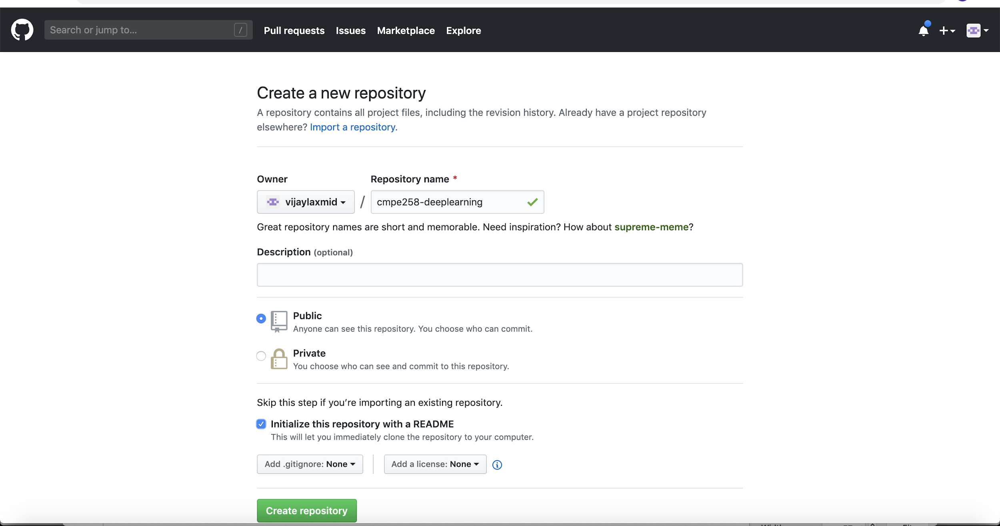 Search or jump to...
/
Pull requests
Issues
Marketplace
Explore
Create a new repository
A repository contains all project files, including the revision history. Already have a project repository
elsewhere? Import a repository.
Owner
Repository name *
vijaylaxmid
/
cmpe258-deeplearning
Great repository names are short and memorable. Need inspiration? How about supreme-meme?
Description (optional)
Public
Anyone can see this repository. You choose who can commit.
Private
You choose who can see and commit to this repository.
Skip this step if you’re importing an existing repository.
Initialize this repository with a README
This will let you immediately clone the repository to your computer.
Add .gitignore: None
Add a license: None
Create repository